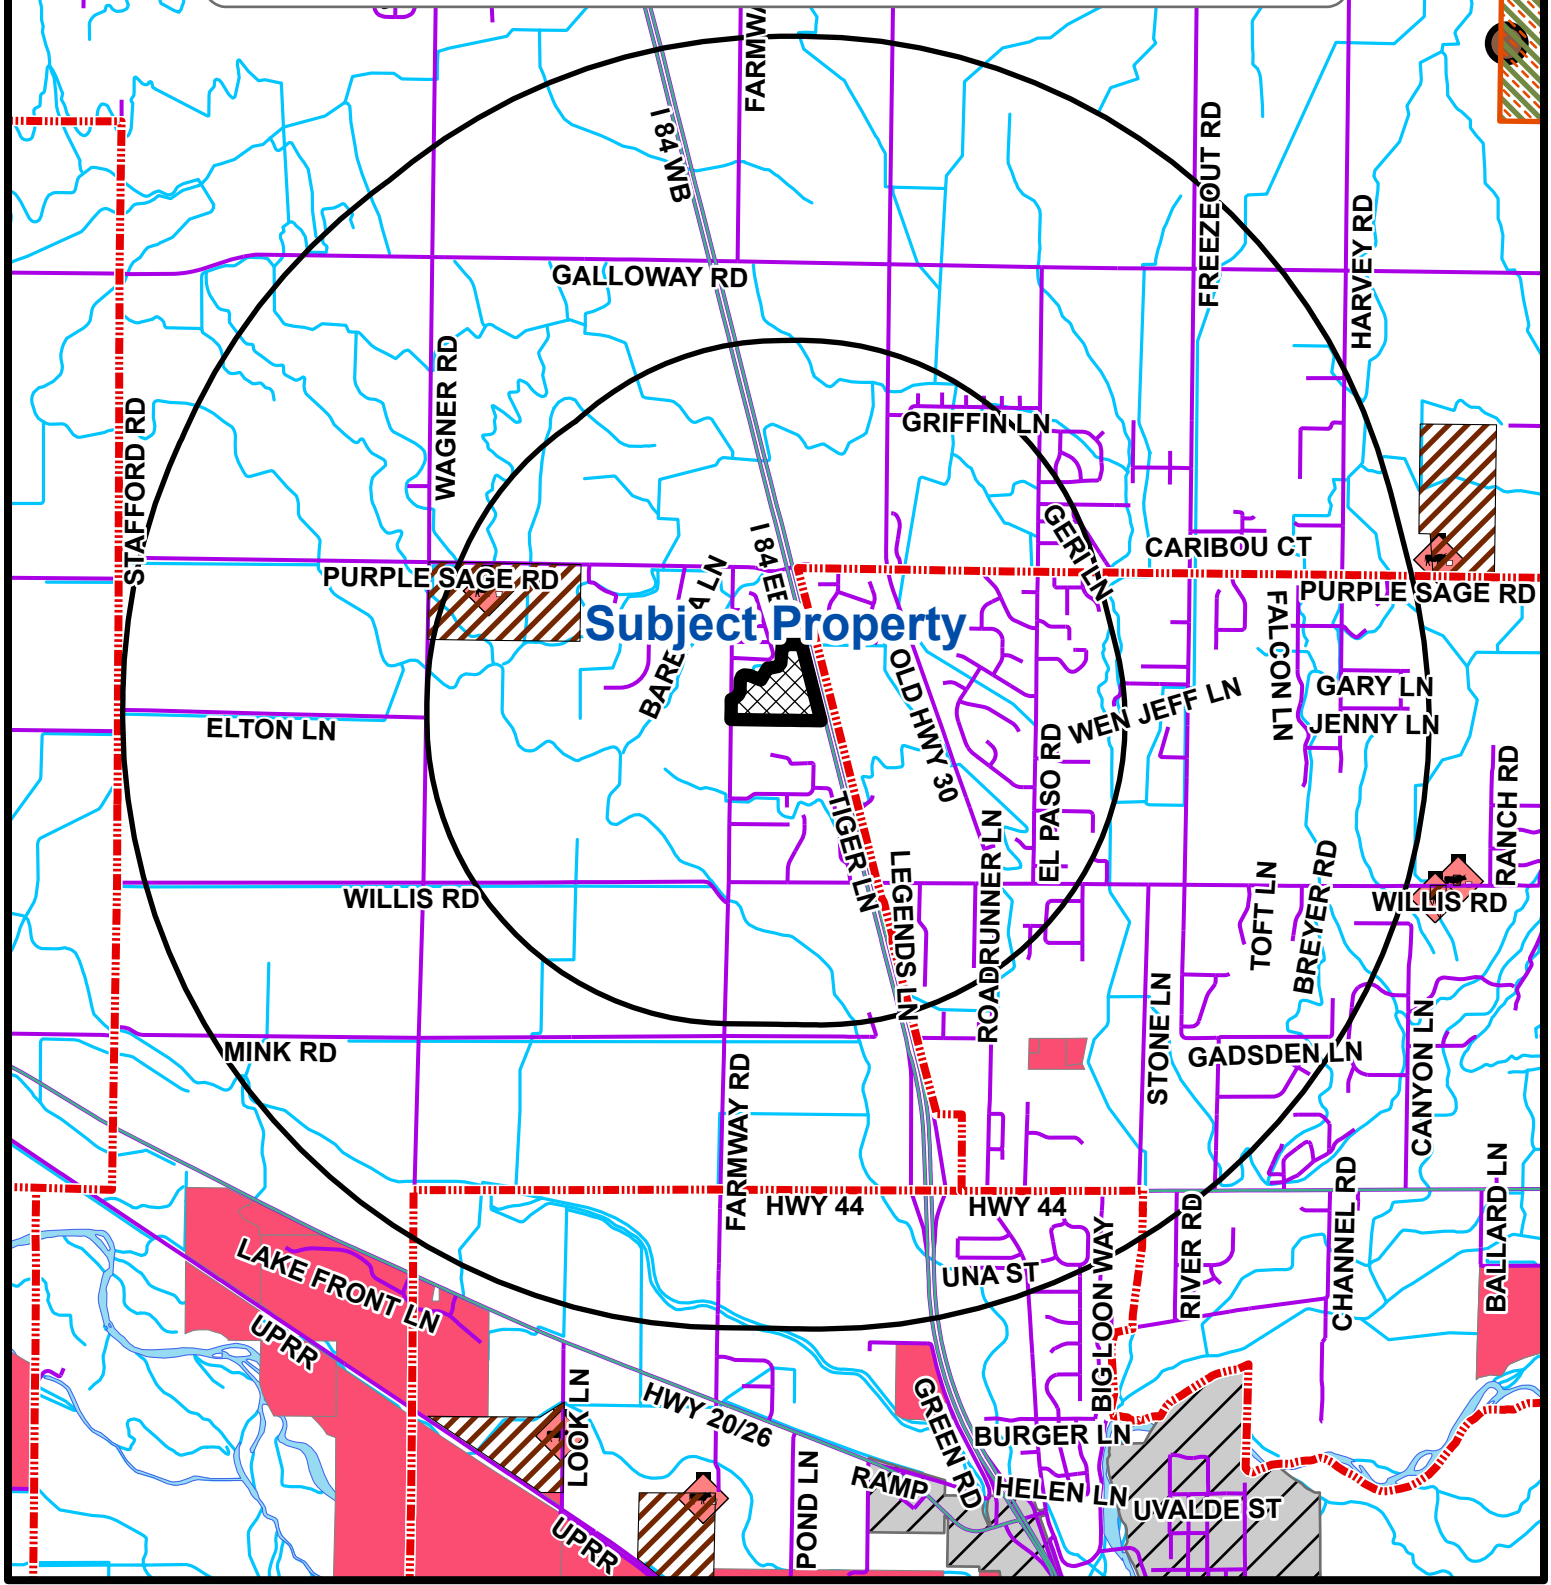 FARMW
I 84 WB
FREEZEOUT RD
HARVEY RD
GALLOWAY RD
WAGNER RD
STAFFORD RD
GRIFFIN LN
GERI LN
CARIBOU CT
I 84 EB
PURPLE SAGE RD
PURPLE SAGE RD
Subject Property
FALCON LN
OLD HWY 30
WEN JEFF LN
GARY LN
JENNY LN
ELTON LN
EL PASO RD
RANCH RD
TIGER LN
LEGENDS LN
ROADRUNNER LN
TOFT LN
BREYER RD
WILLIS RD
WILLIS RD
STONE LN
CANYON LN
MINK RD
GADSDEN LN
FARMWAY RD
HWY 44
HWY 44
RIVER RD
CHANNEL RD
BALLARD LN
LAKE FRONT LN
UNA ST
BIG LOON WAY
UPRR
LOOK LN
HWY 20/26
GREEN RD
BURGER LN
POND LN
RAMP
HELEN LN
UVALDE ST
UPRR